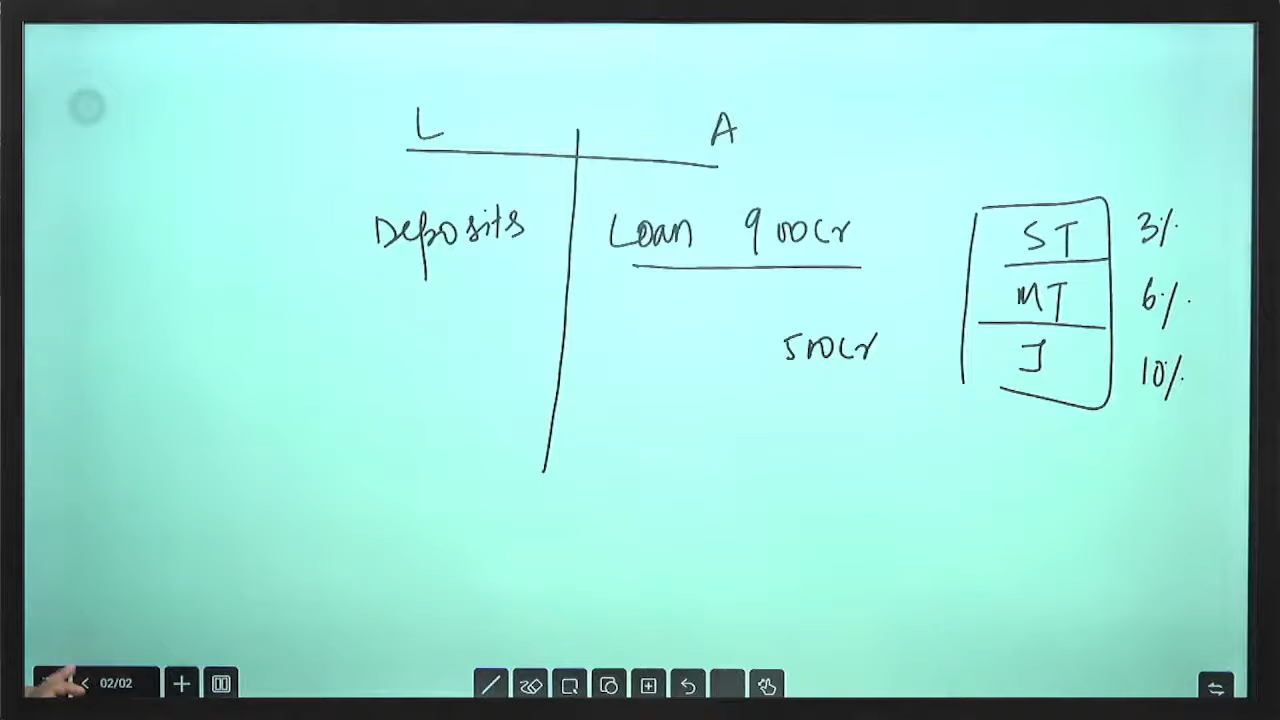 L A
Deposits Loan 900Cr
500Cr
ST 3%
MT 6%
J 10%
02/02